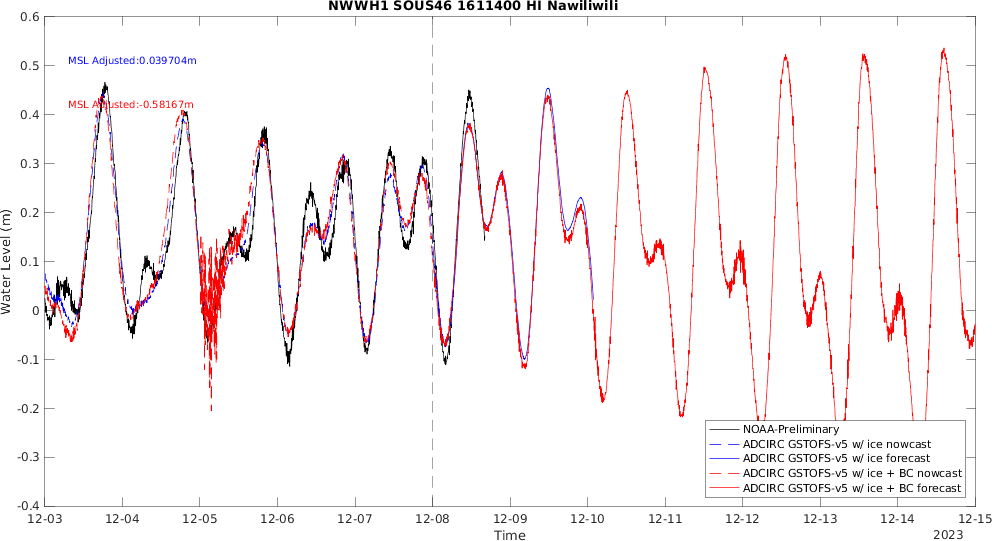 NWWH1 SOUS46 1611400 HI Nawiliwili
0.6
0.5
0.4
0.3
0.2
0.1
0
-0.1
-0.2
-0.3
-0.4
Water Level (m)
MSL Adjusted:0.039704m
MSL Adjusted:-0.58167m
NOAA-Preliminary
ADCIRC GSTOFS-v5 w/ ice nowcast
ADCIRC GSTOFS-v5 w/ ice forecast
ADCIRC GSTOFS-v5 w/ ice + BC nowcast
ADCIRC GSTOFS-v5 w/ ice + BC forecast
12-03 12-04 12-05 12-06 12-07 12-08 12-09 12-10 12-11 12-12 12-13 12-14 12-15
Time
2023